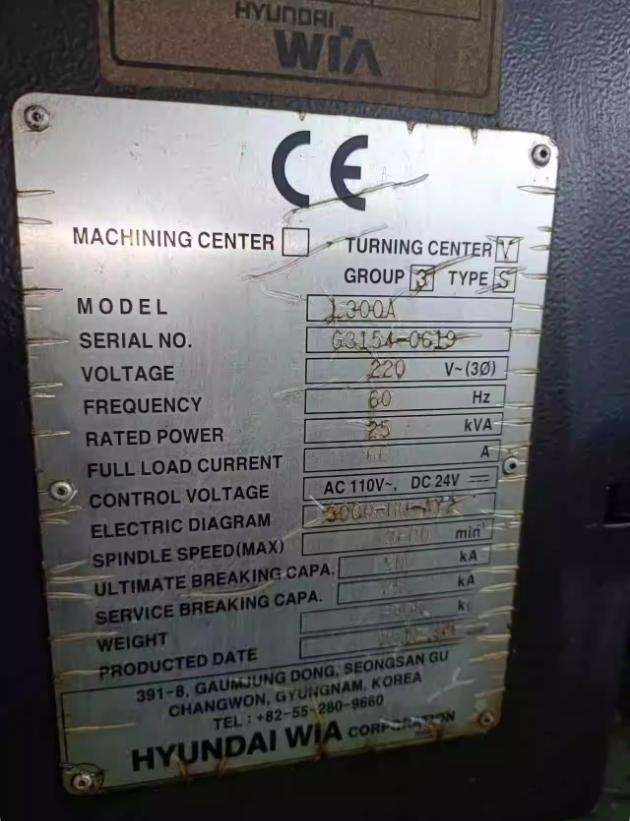 HYUNDAI
WIA
CE
MACHINING CENTER TURNING CENTER V
GROUP 3 TYPE S
MODEL L300A
SERIAL NO. G3154-0619
VOLTAGE 220 V~(3Ø)
FREQUENCY 60 Hz
RATED POWER 25 kVA
FULL LOAD CURRENT A
CONTROL VOLTAGE AC 110V~, DC 24V
ELECTRIC DIAGRAM
SPINDLE SPEED(MAX) min
ULTIMATE BREAKING CAPA. kA
SERVICE BREAKING CAPA. kA
WEIGHT
PRODUCTED DATE
391-8, GAUMJUNG DONG, SEONGSAN GU
CHANGWON, GYUNGNAM, KOREA
TEL : +82-55-280-9660
HYUNDAI WIA CORPORATION